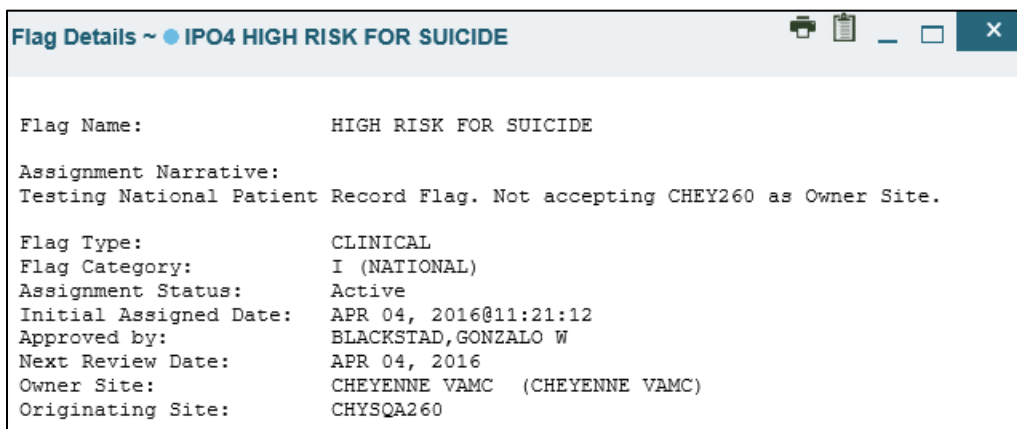 Flag Details ~ IPO4 HIGH RISK FOR SUICIDE
Flag Name: HIGH RISK FOR SUICIDE
Assignment Narrative:
Testing National Patient Record Flag. Not accepting CHEY260 as Owner Site.
Flag Type: CLINICAL
Flag Category: I (NATIONAL)
Assignment Status: Active
Initial Assigned Date: APR 04, 2016@11:21:12
Approved by: BLACKSTAD,GONZALO W
Next Review Date: APR 04, 2016
Owner Site: CHEYENNE VAMC (CHEYENNE VAMC)
Originating Site: CHYSQA260